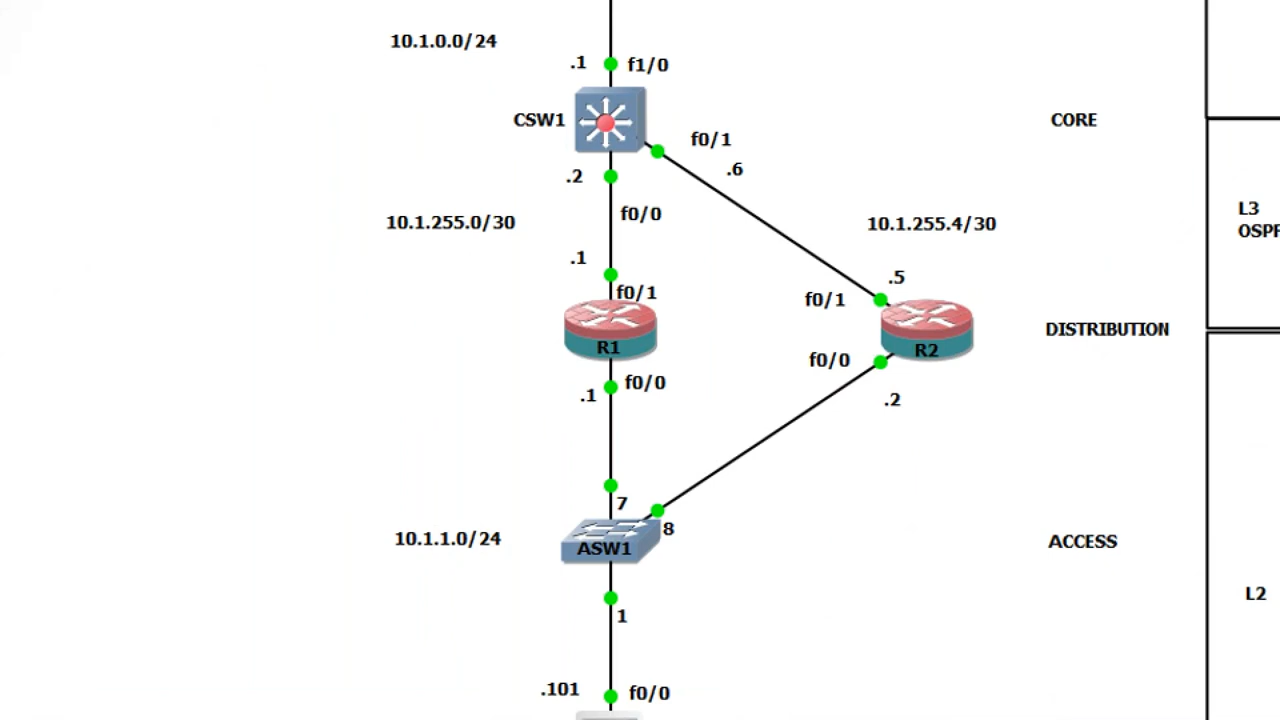 10.1.0.0/24
.1
f1/0
CSW1
CORE
f0/1
.6
.2
L3
OSPF
f0/0
10.1.255.0/30
10.1.255.4/30
.1
.5
f0/1
f0/1
DISTRIBUTION
R1
R2
f0/0
f0/0
.1
.2
7
8
10.1.1.0/24
ASW1
ACCESS
L2
1
.101
f0/0